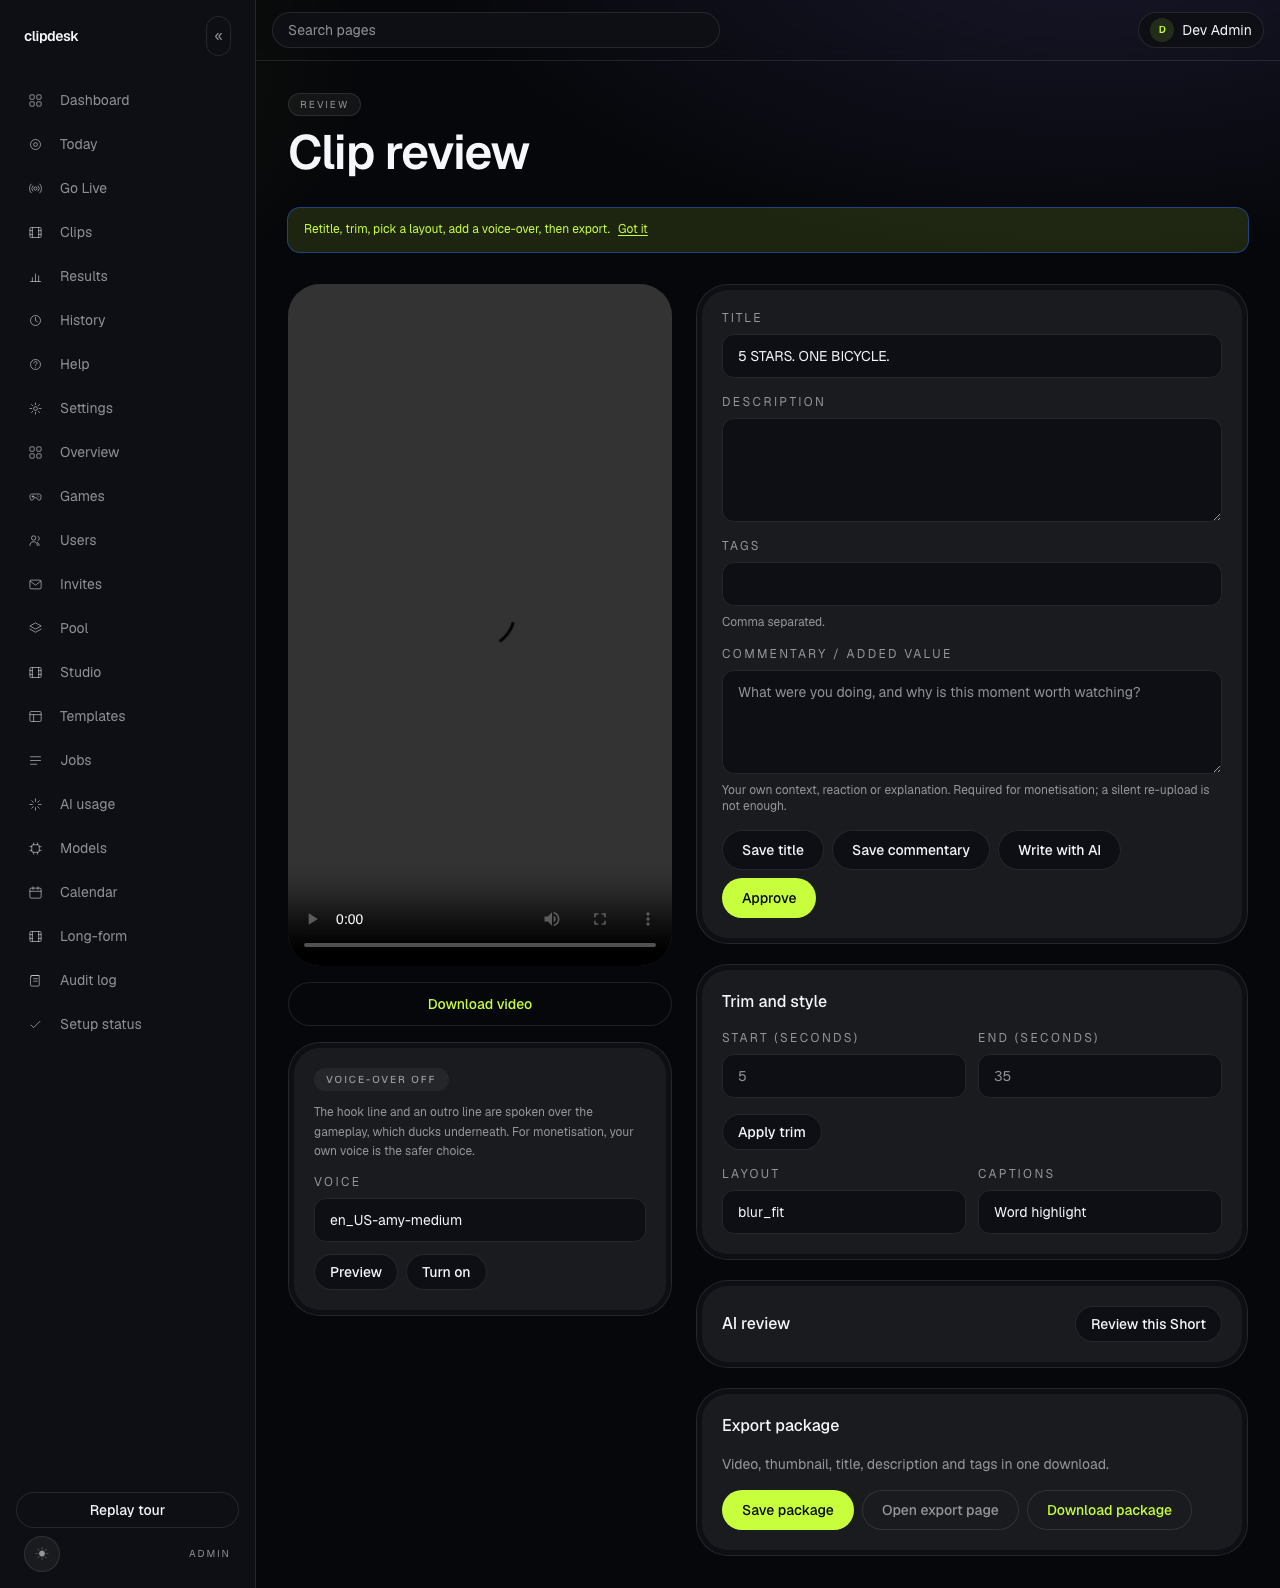 clipdesk
«
Dashboard
Today
Go Live
Clips
Results
History
Help
Settings
Overview
Games
Users
Invites
Pool
Studio
Templates
Jobs
AI usage
Models
Calendar
Long-form
Audit log
Setup status
Replay tour
ADMIN
Search pages
D
Dev Admin
REVIEW
Clip review
Retitle, trim, pick a layout, add a voice-over, then export. Got it
0:00
Download video
VOICE-OVER OFF
The hook line and an outro line are spoken over the
gameplay, which ducks underneath. For monetisation, your
own voice is the safer choice.
VOICE
en_US-amy-medium
Preview
Turn on
TITLE
5 STARS. ONE BICYCLE.
DESCRIPTION
TAGS
Comma separated.
COMMENTARY / ADDED VALUE
What were you doing, and why is this moment worth watching?
Your own context, reaction or explanation. Required for monetisation; a silent re-upload is
not enough.
Save title
Save commentary
Write with AI
Approve
Trim and style
START (SECONDS)
END (SECONDS)
5
35
Apply trim
LAYOUT
CAPTIONS
blur_fit
Word highlight
AI review
Review this Short
Export package
Video, thumbnail, title, description and tags in one download.
Save package
Open export page
Download package